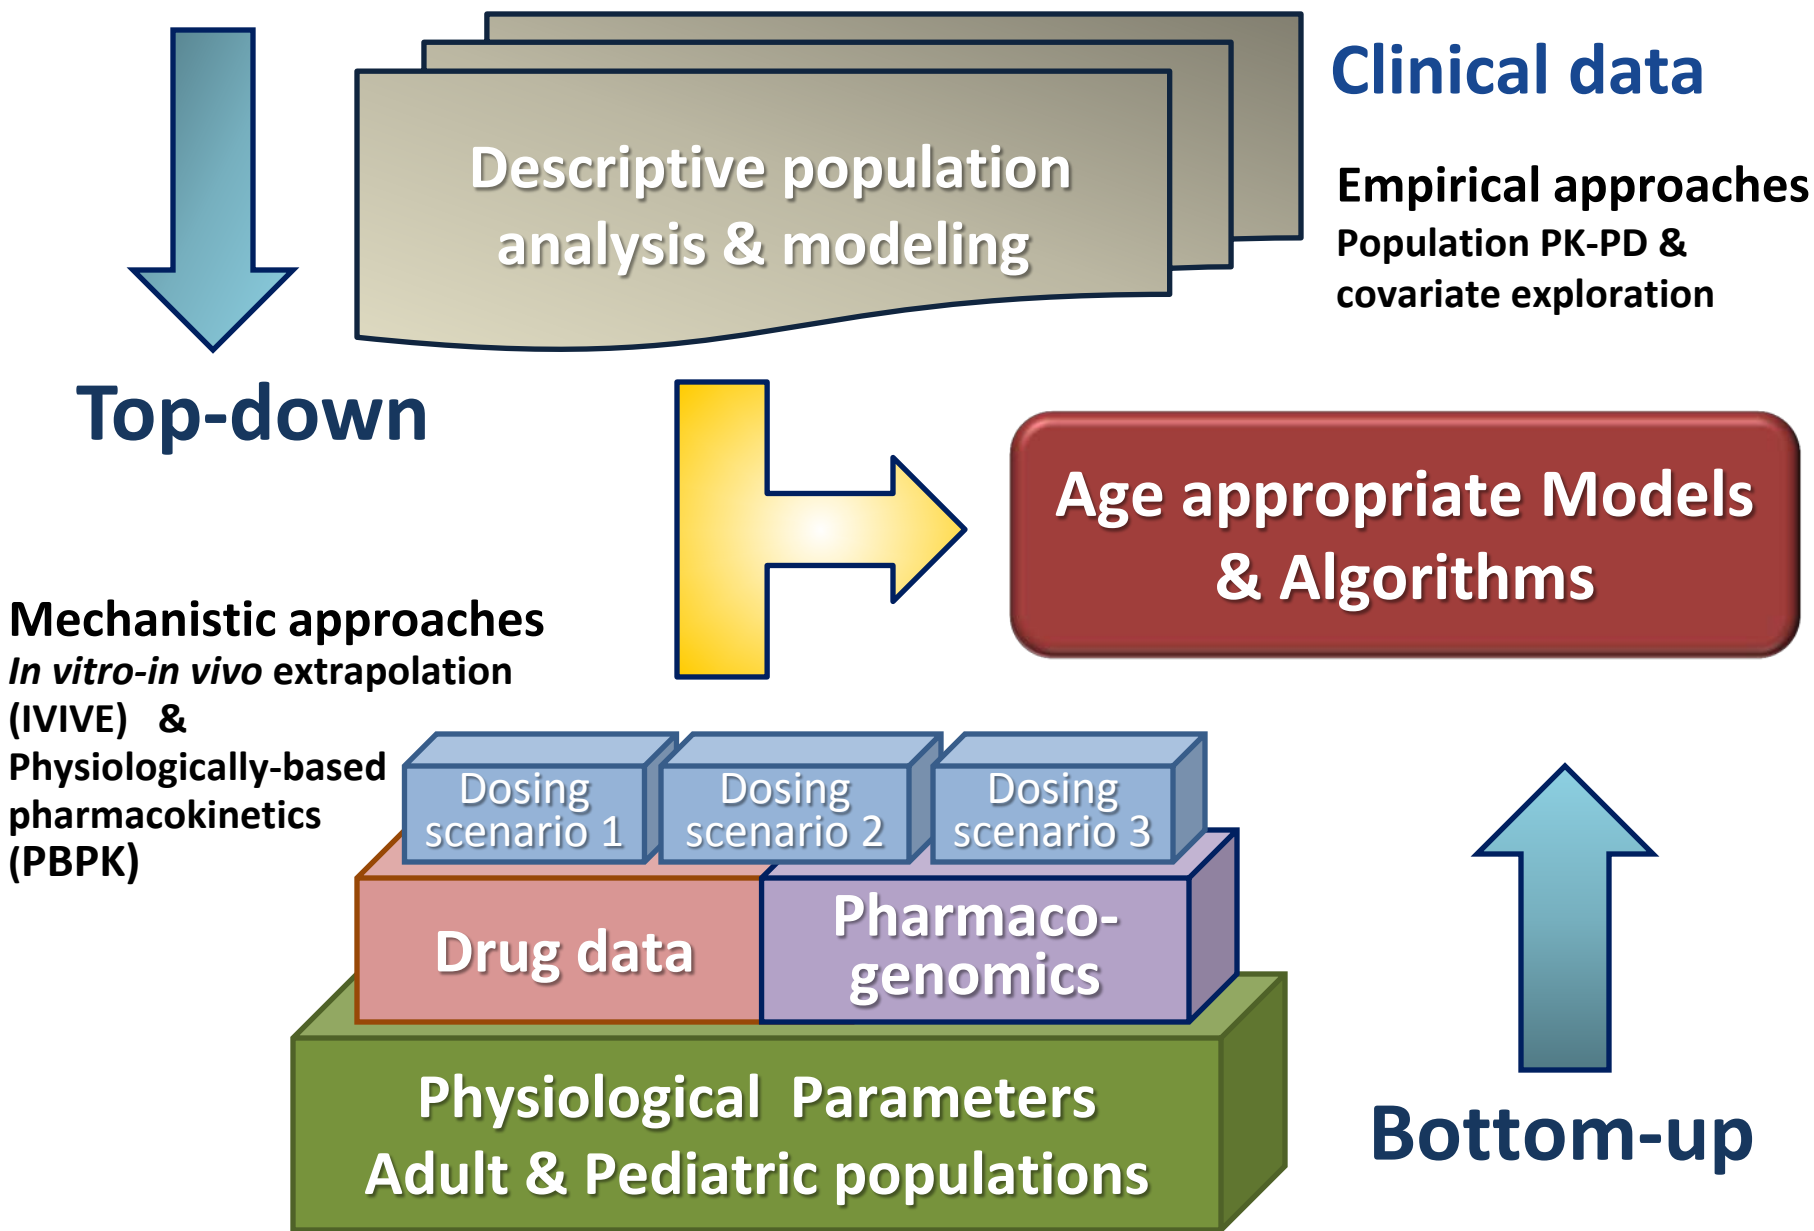 Clinical data
Descriptive population
analysis & modeling
Empirical approaches
Population PK-PD &
covariate exploration
Top-down
Age appropriate Models
& Algorithms
Mechanistic approaches
In vitro-in vivo extrapolation
(IVIVE) &
Physiologically-based
pharmacokinetics
(PBPK)
Dosing
scenario 1
Dosing
scenario 2
Dosing
scenario 3
Drug data
Pharmaco-
genomics
Physiological Parameters
Adult & Pediatric populations
Bottom-up